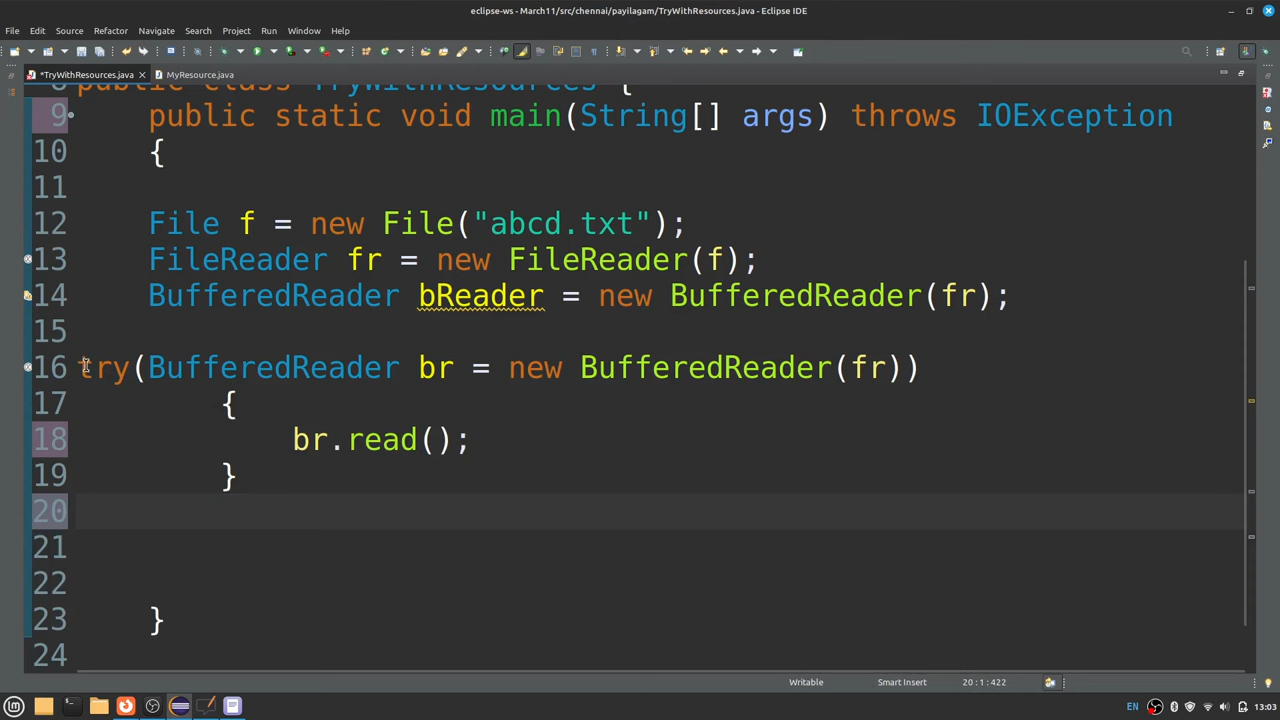 eclipse-ws - March11/src/chennai/payilagam/TryWithResources.java - Eclipse IDE
File Edit Source Refactor Navigate Search Project Run Window Help
*TryWithResources.java MyResource.java
8 public class TryWithResources {
9 public static void main(String[] args) throws IOException
10 {
11
12 File f = new File("abcd.txt");
13 FileReader fr = new FileReader(f);
14 BufferedReader bReader = new BufferedReader(fr);
15
16 try(BufferedReader br = new BufferedReader(fr))
17 {
18 br.read();
19 }
20
21
22
23 }
24
Writable Smart Insert 20 : 1 : 422
EN 13:03